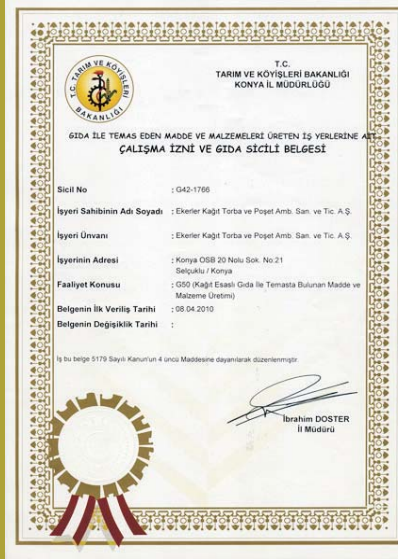 T.C. TARIM VE KÖYİŞLERİ
BAKANLIĞI
T.C.
TARIM VE KÖYİŞLERİ BAKANLIĞI
KONYA İL MÜDÜRLÜĞÜ
GIDA İLE TEMAS EDEN MADDE VE MALZEMELERİ ÜRETEN İŞ YERLERİNE AİT
ÇALIŞMA İZNİ VE GIDA SİCİLİ BELGESİ
Sicil No : G42-1766
İşyeri Sahibinin Adı Soyadı : Ekerler Kağıt Torba ve Poşet Amb. San. ve Tic. A.Ş.
İşyeri Ünvanı : Ekerler Kağıt Torba ve Poşet Amb. San. ve Tic. A.Ş.
İşyerinin Adresi : Konya OSB 20 Nolu Sok. No:21
Selçuklu / Konya
Faaliyet Konusu : G50 (Kağıt Esaslı Gıda İle Temasta Bulunan Madde ve
Malzeme Üretimi)
Belgenin İlk Veriliş Tarihi : 08.04.2010
Belgenin Değişiklik Tarihi :
İş bu belge 5179 Sayılı Kanun'un 4 üncü Maddesine dayanılarak düzenlenmiştir.
İbrahim DOSTER
İl Müdürü